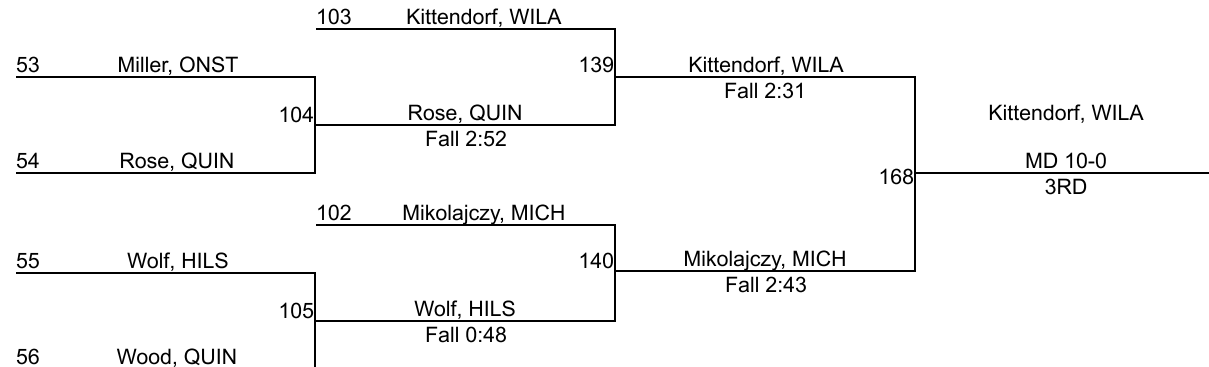 103 Kittendorf, WILA
53 Miller, ONST
139 Kittendorf, WILA
Fall 2:31
104 Rose, QUIN
Fall 2:52
Kittendorf, WILA
54 Rose, QUIN
MD 10-0
168
3RD
102 Mikolajczy, MICH
55 Wolf, HILS
140 Mikolajczy, MICH
Fall 2:43
105 Wolf, HILS
Fall 0:48
56 Wood, QUIN